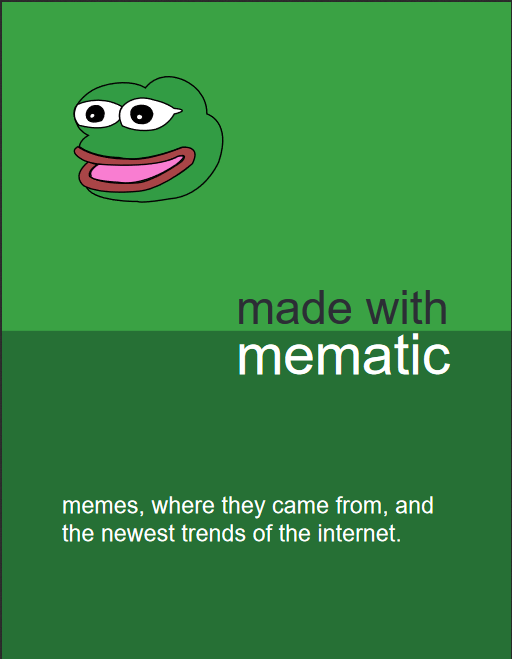 made with
mematic
memes, where they came from, and
the newest trends of the internet.